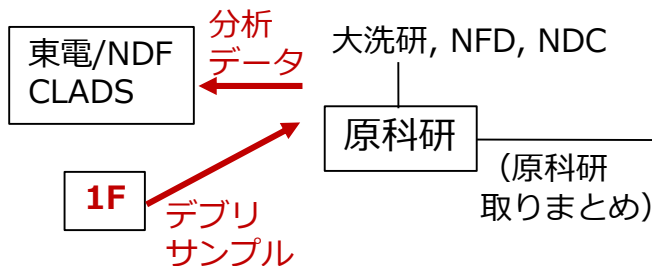 東電/NDF
CLADS
分析
データ
大洗研, NFD, NDC
原科研
(原科研
取りまとめ)
1F
デブリ
サンプル